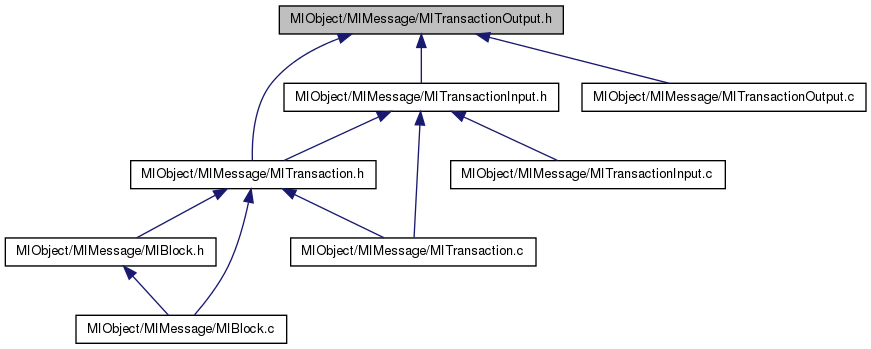 MIObject/MIMessage/MITransactionOutput.h
MIObject/MIMessage/MITransactionInput.h
MIObject/MIMessage/MITransactionOutput.c
MIObject/MIMessage/MITransaction.h
MIObject/MIMessage/MITransactionInput.c
MIObject/MIMessage/MIBlock.h
MIObject/MIMessage/MITransaction.c
MIObject/MIMessage/MIBlock.c